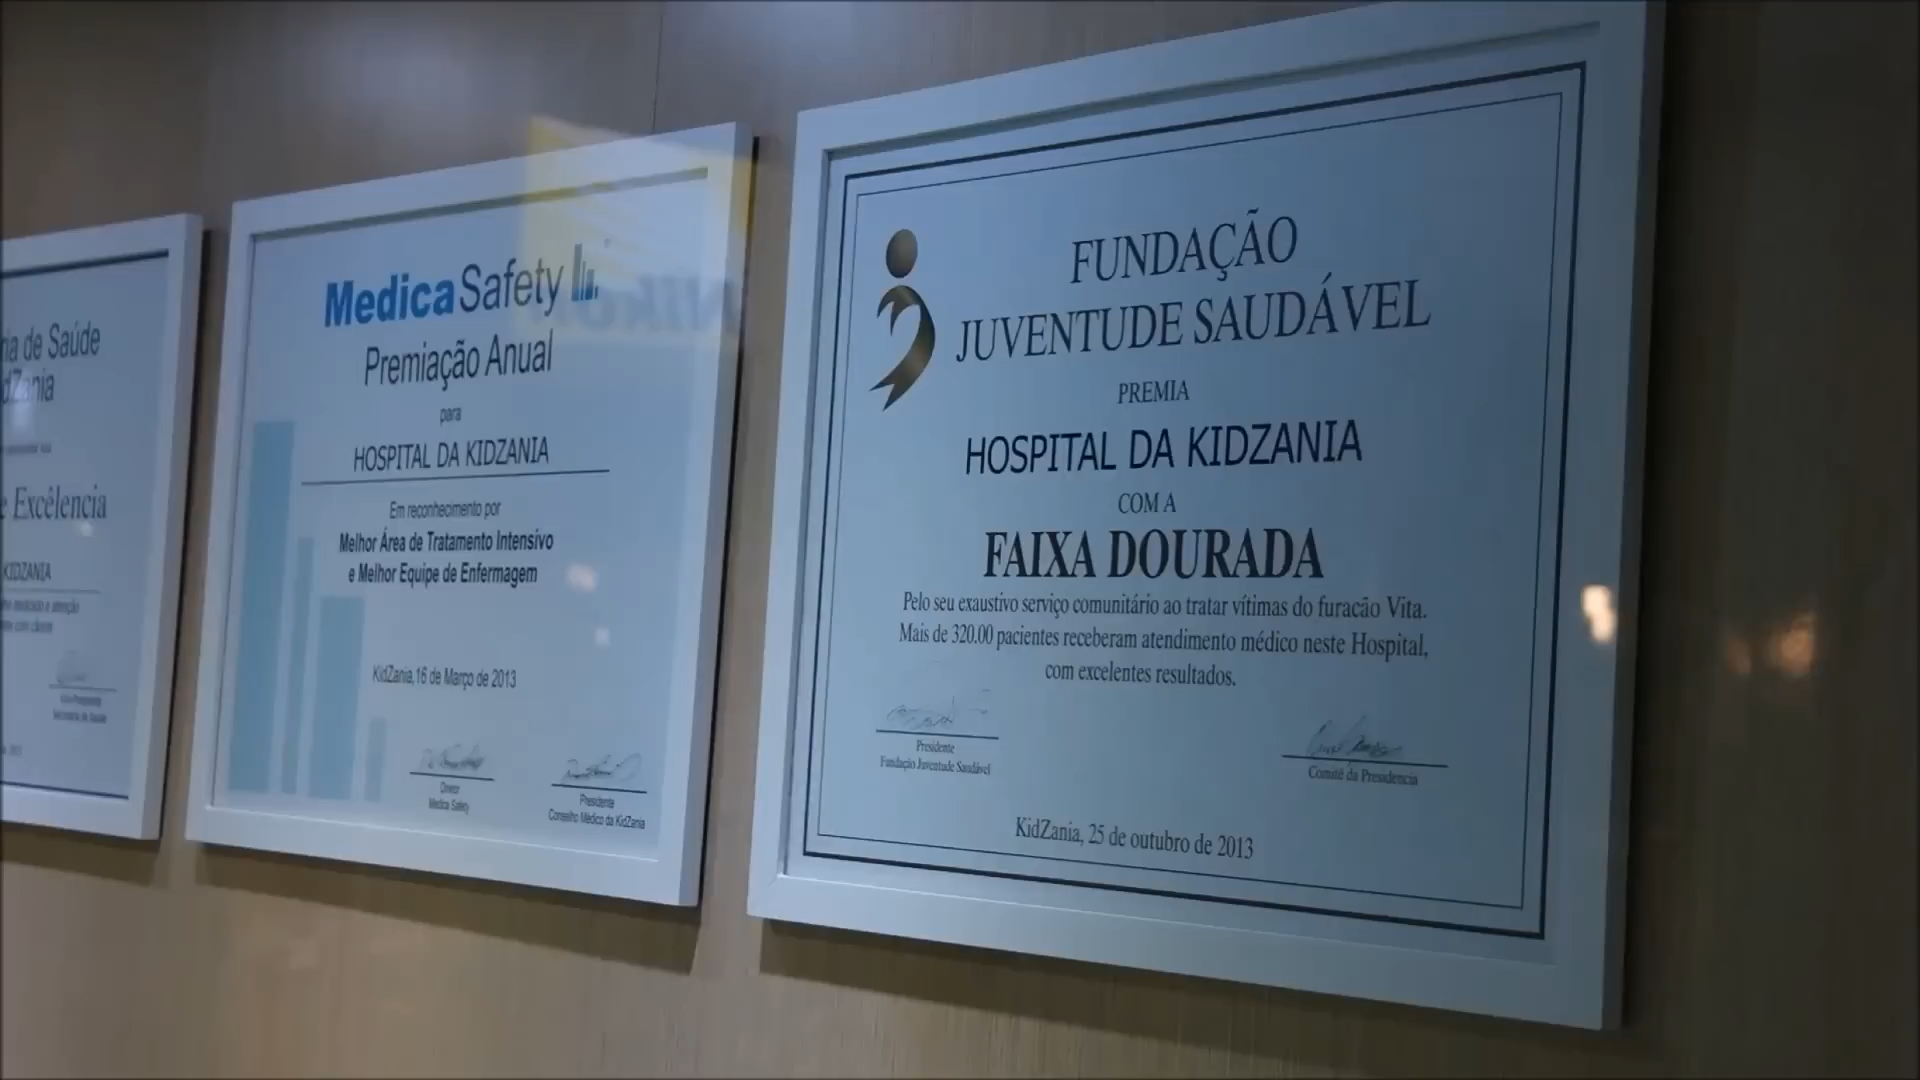 de Saúde
Excêlencia
KIDZANIA
MedicaSafety
Premiação Anual
para
HOSPITAL DA KIDZANIA
Em reconhecimento por
Melhor Área de Tratamento Intensivo
e Melhor Equipe de Enfermagem
KidZania,16 de Março de 2013
Diretor
Medica Safety
Presidente
Conselho Médico da KidZania
Nikon
FUNDAÇÃO
JUVENTUDE SAUDÁVEL
PREMIA
HOSPITAL DA KIDZANIA
COM A
FAIXA DOURADA
Pelo seu exaustivo serviço comunitário ao tratar vítimas do furacão Vita.
Mais de 320.00 pacientes receberam atendimento médico neste Hospital,
com excelentes resultados.
Presidente
Fundação Juventude Saudável
Comitê da Presidencia
KidZania, 25 de outubro de 2013